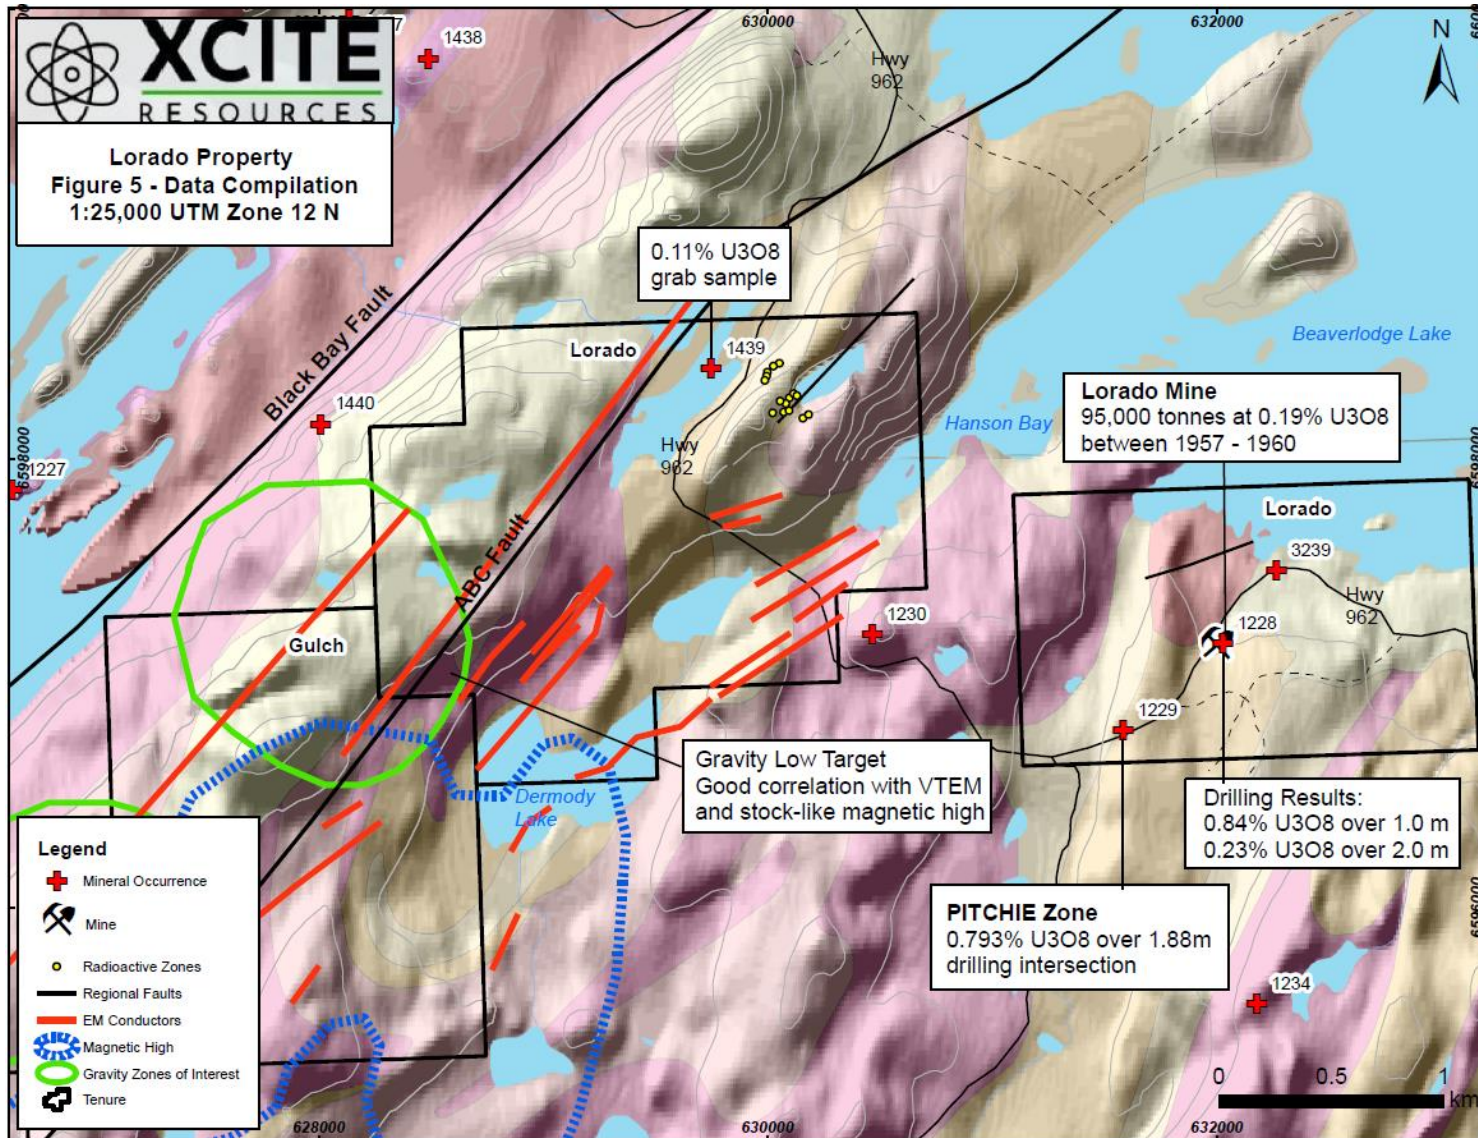 XCITE
RESOURCES
Lorado Property
Figure 5 - Data Compilation
1:25,000 UTM Zone 12 N
630000
632000
1438
Hwy
962
N
0.11% U3O8
grab sample
Black Bay Fault
Lorado
1439
Beaverlodge Lake
1440
Lorado Mine
95,000 tonnes at 0.19% U3O8
between 1957 - 1960
Hanson Bay
Hwy
962
6598000
6598000
1227
Lorado
ABC Fault
3239
Hwy
962
1230
1228
Gulch
1229
Gravity Low Target
Good correlation with VTEM
and stock-like magnetic high
Dermody
Lake
Drilling Results:
0.84% U3O8 over 1.0 m
0.23% U3O8 over 2.0 m
PITCHIE Zone
0.793% U3O8 over 1.88m
drilling intersection
6596000
1234
Legend
Mineral Occurrence
Mine
Radioactive Zones
Regional Faults
EM Conductors
Magnetic High
Gravity Zones of Interest
Tenure
0
0.5
1
km
628000
630000
632000